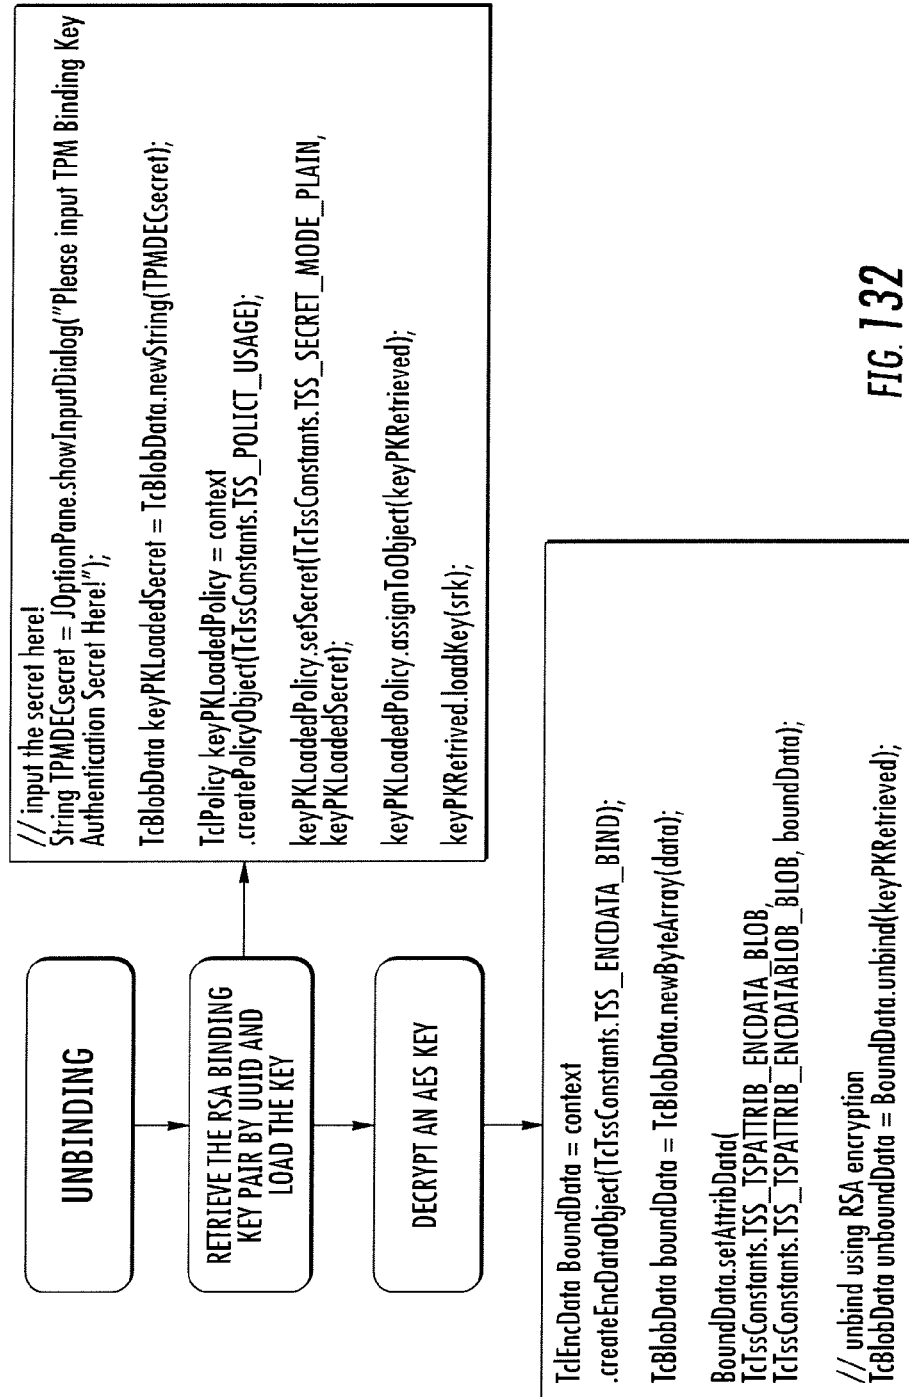 UNBINDING
RETRIEVE THE RSA BINDING
KEY PAIR BY UUID AND
LOAD THE KEY
DECRYPT AN AES KEY
// input the secret here!
String TPMDECsecret = JOptionPane.showInputDialog("Please input TPM Binding Key
Authentication Secret Here!");
TcBlobData keyPKLoadedSecret = TcBlobData.newString(TPMDECsecret);
TcIPolicy keyPKLoadedPolicy = context
.createPolicyObject(TcTssConstants.TSS_POLICT_USAGE);
keyPKLoadedPolicy.setSecret(TcTssConstants.TSS_SECRET_MODE_PLAIN,
keyPKLoadedSecret);
keyPKLoadedPolicy.assignToObject(keyPKRetrieved);
keyPKRetrived.loadKey(srk);
TcIEncData BoundData = context
.createEncDataObject(TcTssConstants.TSS_ENCDATA_BIND);
TcBlobData boundData = TcBlobData.newByteArray(data);
BoundData.setAttribData(
TcTssConstants.TSS_TSPATTRIB_ENCDATA_BLOB,
TcTssConstants.TSS_TSPATTRIB_ENCDATABLOB_BLOB, boundData);
// unbind using RSA encryption
TcBlobData unboundData = BoundData.unbind(keyPKRetrieved);
FIG. 132